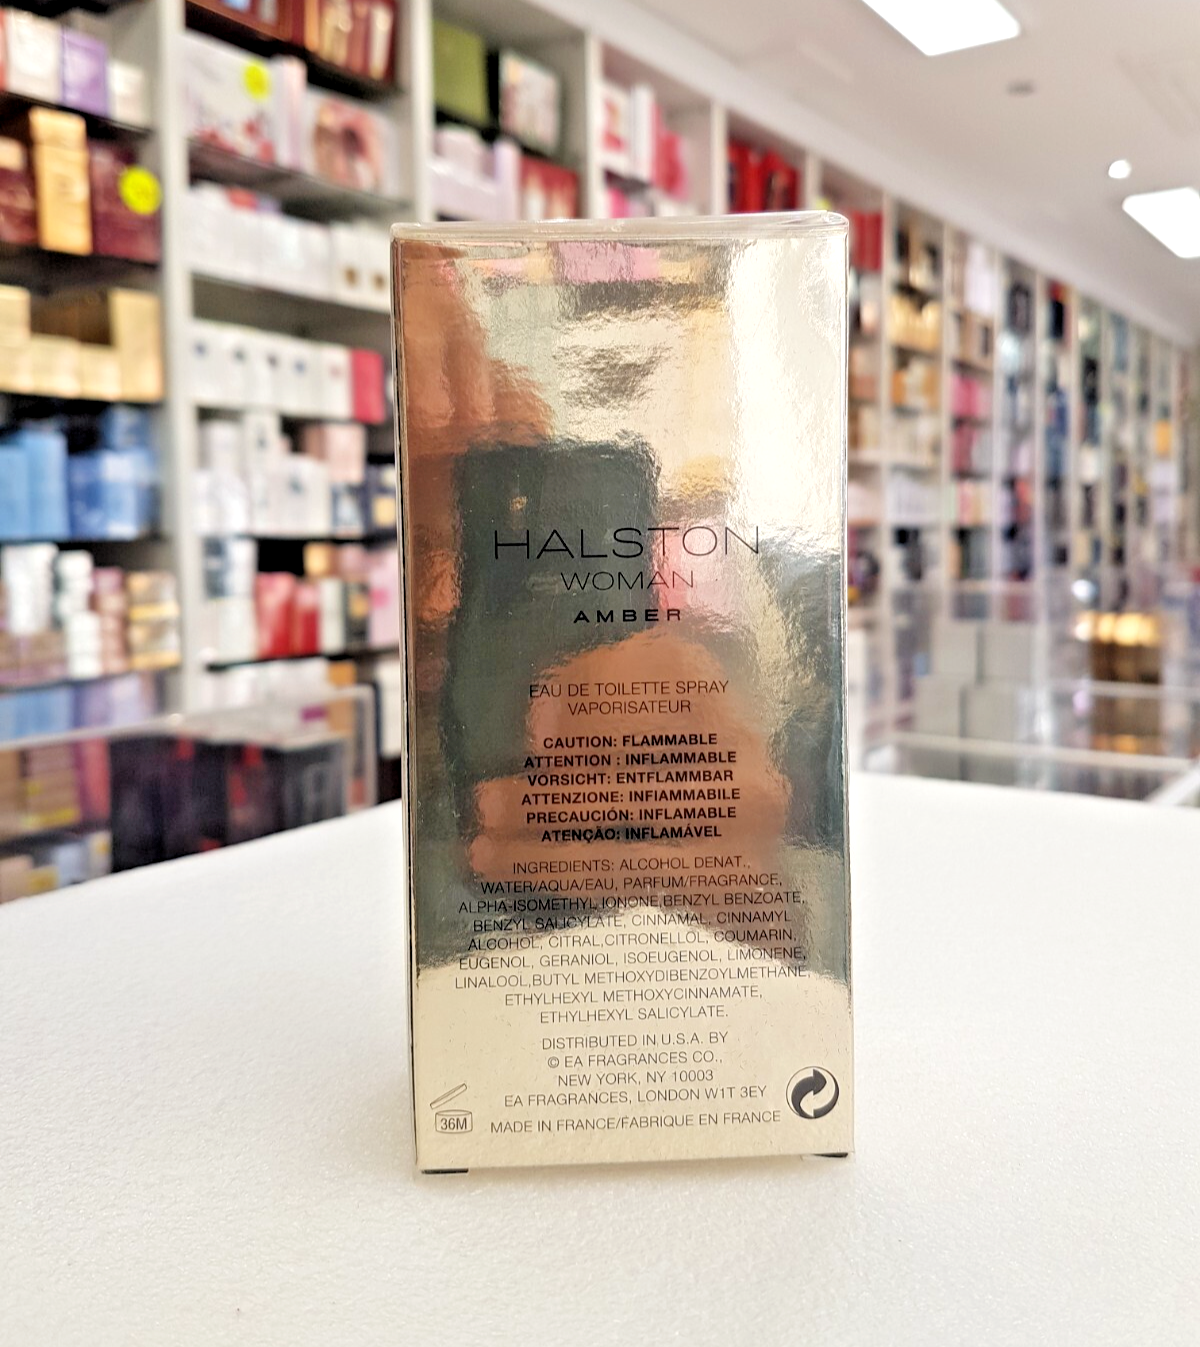 HALSTON
WOMAN
AMBER
EAU DE TOILETTE SPRAY
VAPORISATEUR
CAUTION: FLAMMABLE
ATTENTION : INFLAMMABLE
VORSICHT: ENTFLAMMBAR
ATTENZIONE: INFIAMMABILE
PRECAUCIÓN: INFLAMABLE
ATENÇÃO: INFLAMÁVEL
INGREDIENTS: ALCOHOL DENAT.,
WATER/AQUA/EAU, PARFUM/FRAGRANCE,
ALPHA-ISOMETHYL IONONE,BENZYL BENZOATE,
BENZYL SALICYLATE, CINNAMAL, CINNAMYL
ALCOHOL, CITRAL,CITRONELLOL, COUMARIN,
EUGENOL, GERANIOL, ISOEUGENOL, LIMONENE,
LINALOOL,BUTYL METHOXYDIBENZOYLMETHANE,
ETHYLHEXYL METHOXYCINNAMATE,
ETHYLHEXYL SALICYLATE.
DISTRIBUTED IN U.S.A. BY
© EA FRAGRANCES CO.,
NEW YORK, NY 10003
EA FRAGRANCES, LONDON W1T 3EY
36M
MADE IN FRANCE/FABRIQUE EN FRANCE